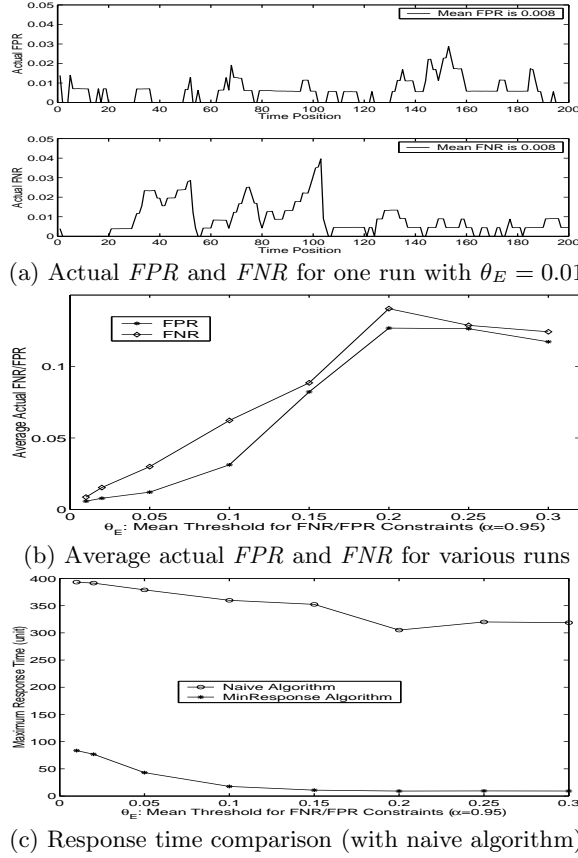 0.05
0.04
0.03
0.02
0.01
0
Actual FPR
Mean FPR is 0.008
0 20 40 60 80 100 120 140 160 180 200
Time Position
0.05
0.04
0.03
0.02
0.01
0
Actual FNR
Mean FNR is 0.008
0 20 40 60 80 100 120 140 160 180 200
Time Position
(a) Actual FPR and FNR for one run with θE = 0.01
FPR
FNR
0.1
0.05
0
Average Actual FNR/FPR
0 0.05 0.1 0.15 0.2 0.25 0.3
θE: Mean Threshold for FNR/FPR Constraints (α=0.95)
(b) Average actual FPR and FNR for various runs
400
350
300
250
200
150
100
50
0
Maximum Response Time (unit)
Naive Algorithm
MinResponse Algorithm
0 0.05 0.1 0.15 0.2 0.25 0.3
θE: Mean Threshold for FNR/FPR Constraints (α=0.95)
(c) Response time comparison (with naive algorithm)